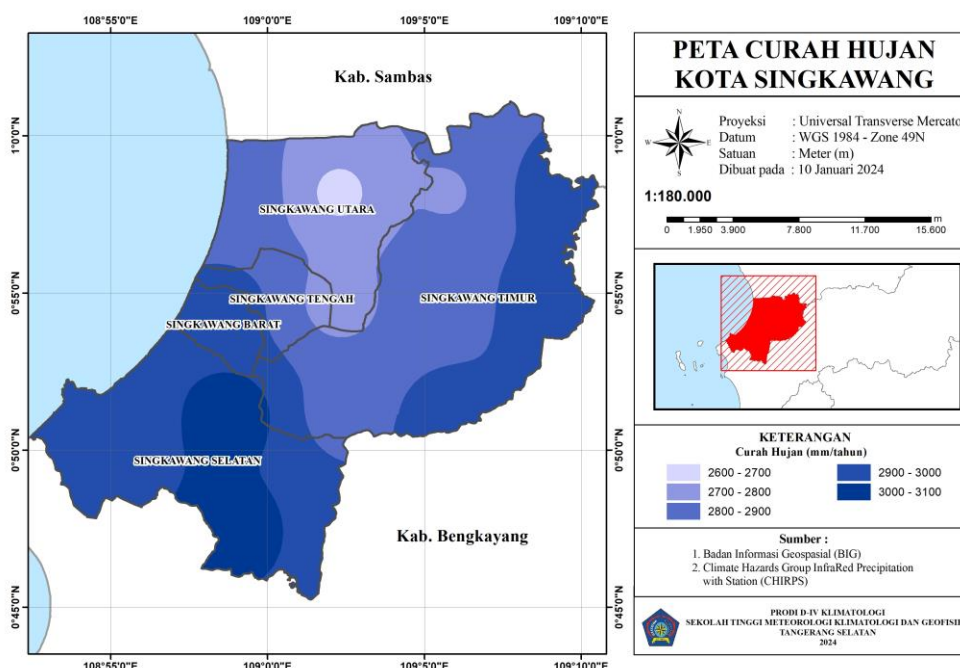 108°55'0"E 109°0'0"E 109°5'0"E 109°10'0"E
1°0'0"N
0°55'0"N
0°50'0"N
0°45'0"N
Kab. Sambas
SINGKAWANG UTARA
SINGKAWANG TENGAH
SINGKAWANG TIMUR
SINGKAWANG BARAT
SINGKAWANG SELATAN
Kab. Bengkayang
1°0'0"N
0°55'0"N
0°50'0"N
0°45'0"N
108°55'0"E 109°0'0"E 109°5'0"E 109°10'0"E
PETA CURAH HUJAN
KOTA SINGKAWANG
N
W E
S
Proyeksi : Universal Transverse Mercato
Datum : WGS 1984 - Zone 49N
Satuan : Meter (m)
Dibuat pada : 10 Januari 2024
1:180.000
m
0 1.950 3.900 7.800 11.700 15.600
KETERANGAN
Curah Hujan (mm/tahun)
2600 - 2700
2700 - 2800
2800 - 2900
2900 - 3000
3000 - 3100
Sumber :
1. Badan Informasi Geospasial (BIG)
2. Climate Hazards Group InfraRed Precipitation
with Station (CHIRPS)
PRODI D-IV KLIMATOLOGI
SEKOLAH TINGGI METEOROLOGI KLIMATOLOGI DAN GEOFISI
TANGERANG SELATAN
2024